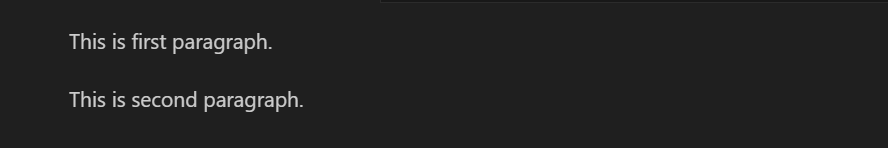 This is first paragraph.
This is second paragraph.